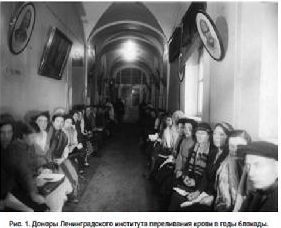 Рис. 1. Доноры Ленинградского института переливания крови в годы блокады.